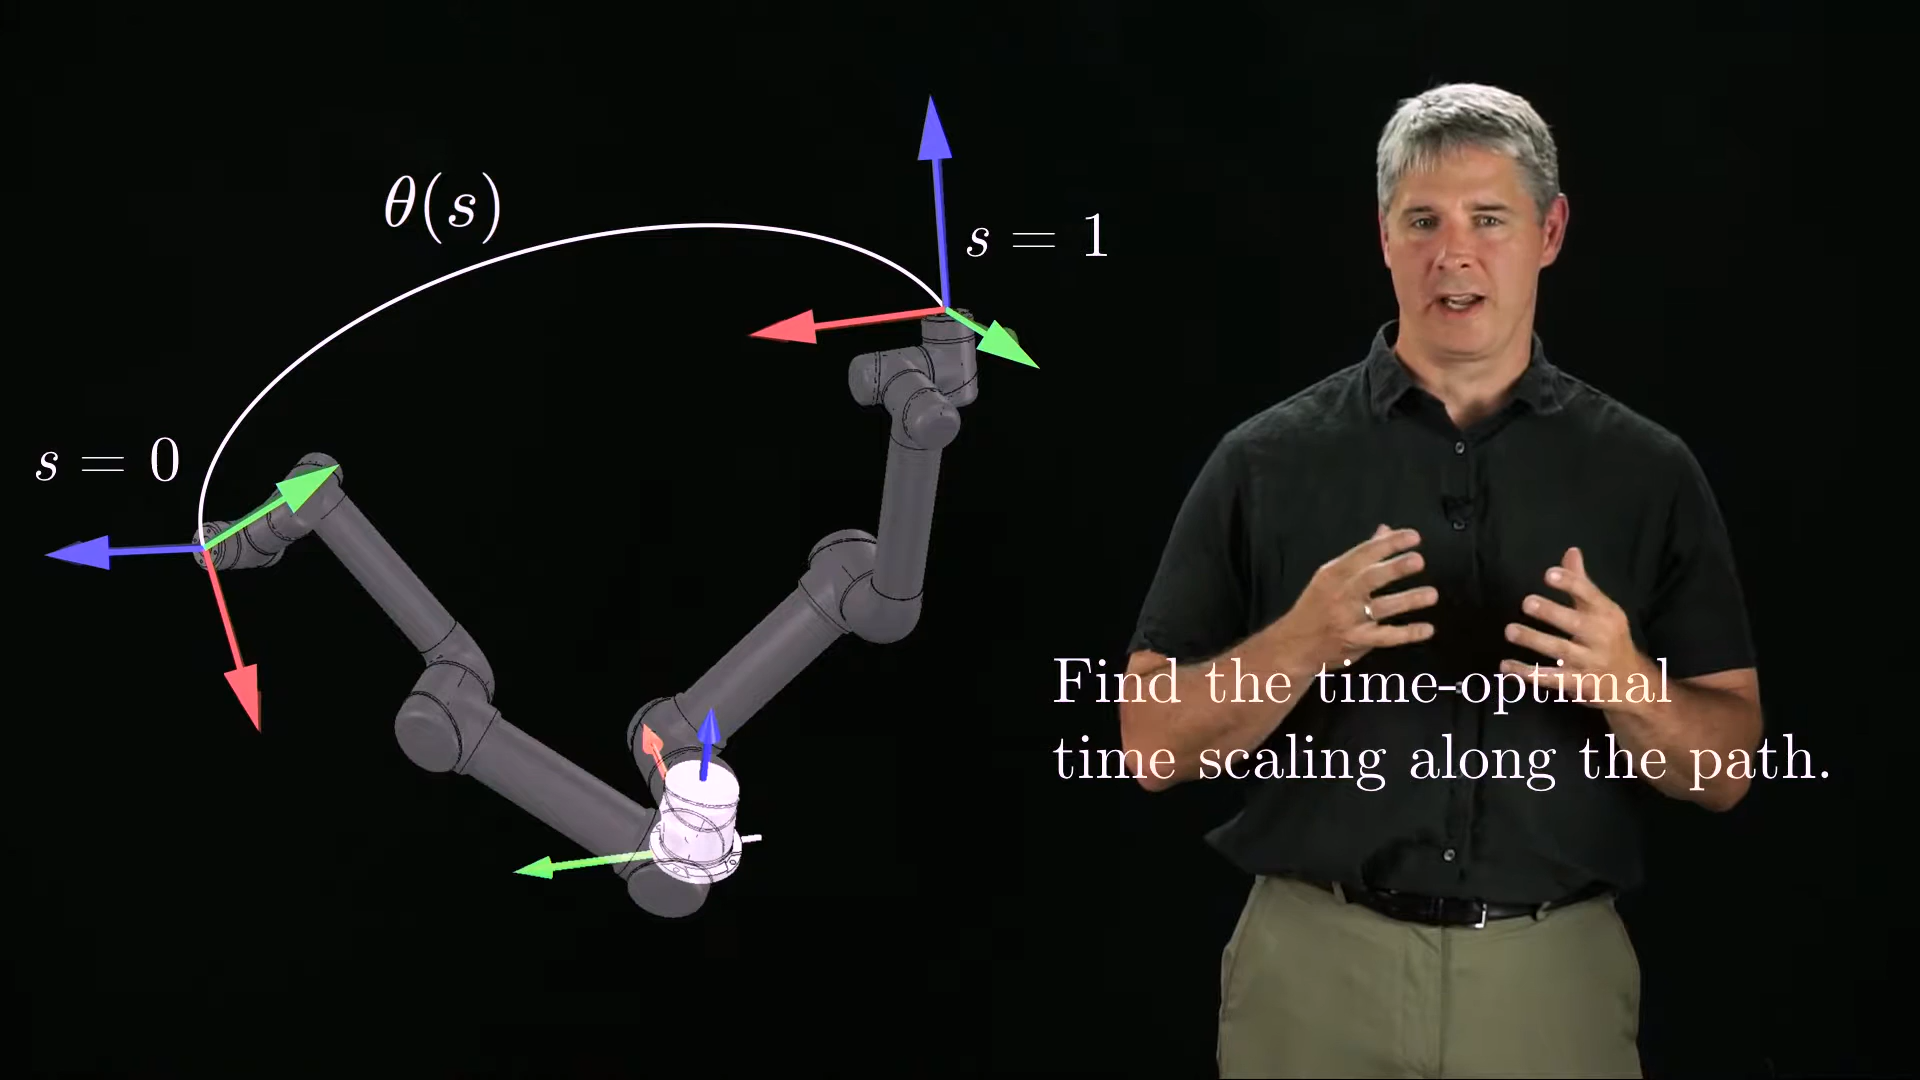 θ(s)
s = 1
s = 0
Find the time-optimal
time scaling along the path.